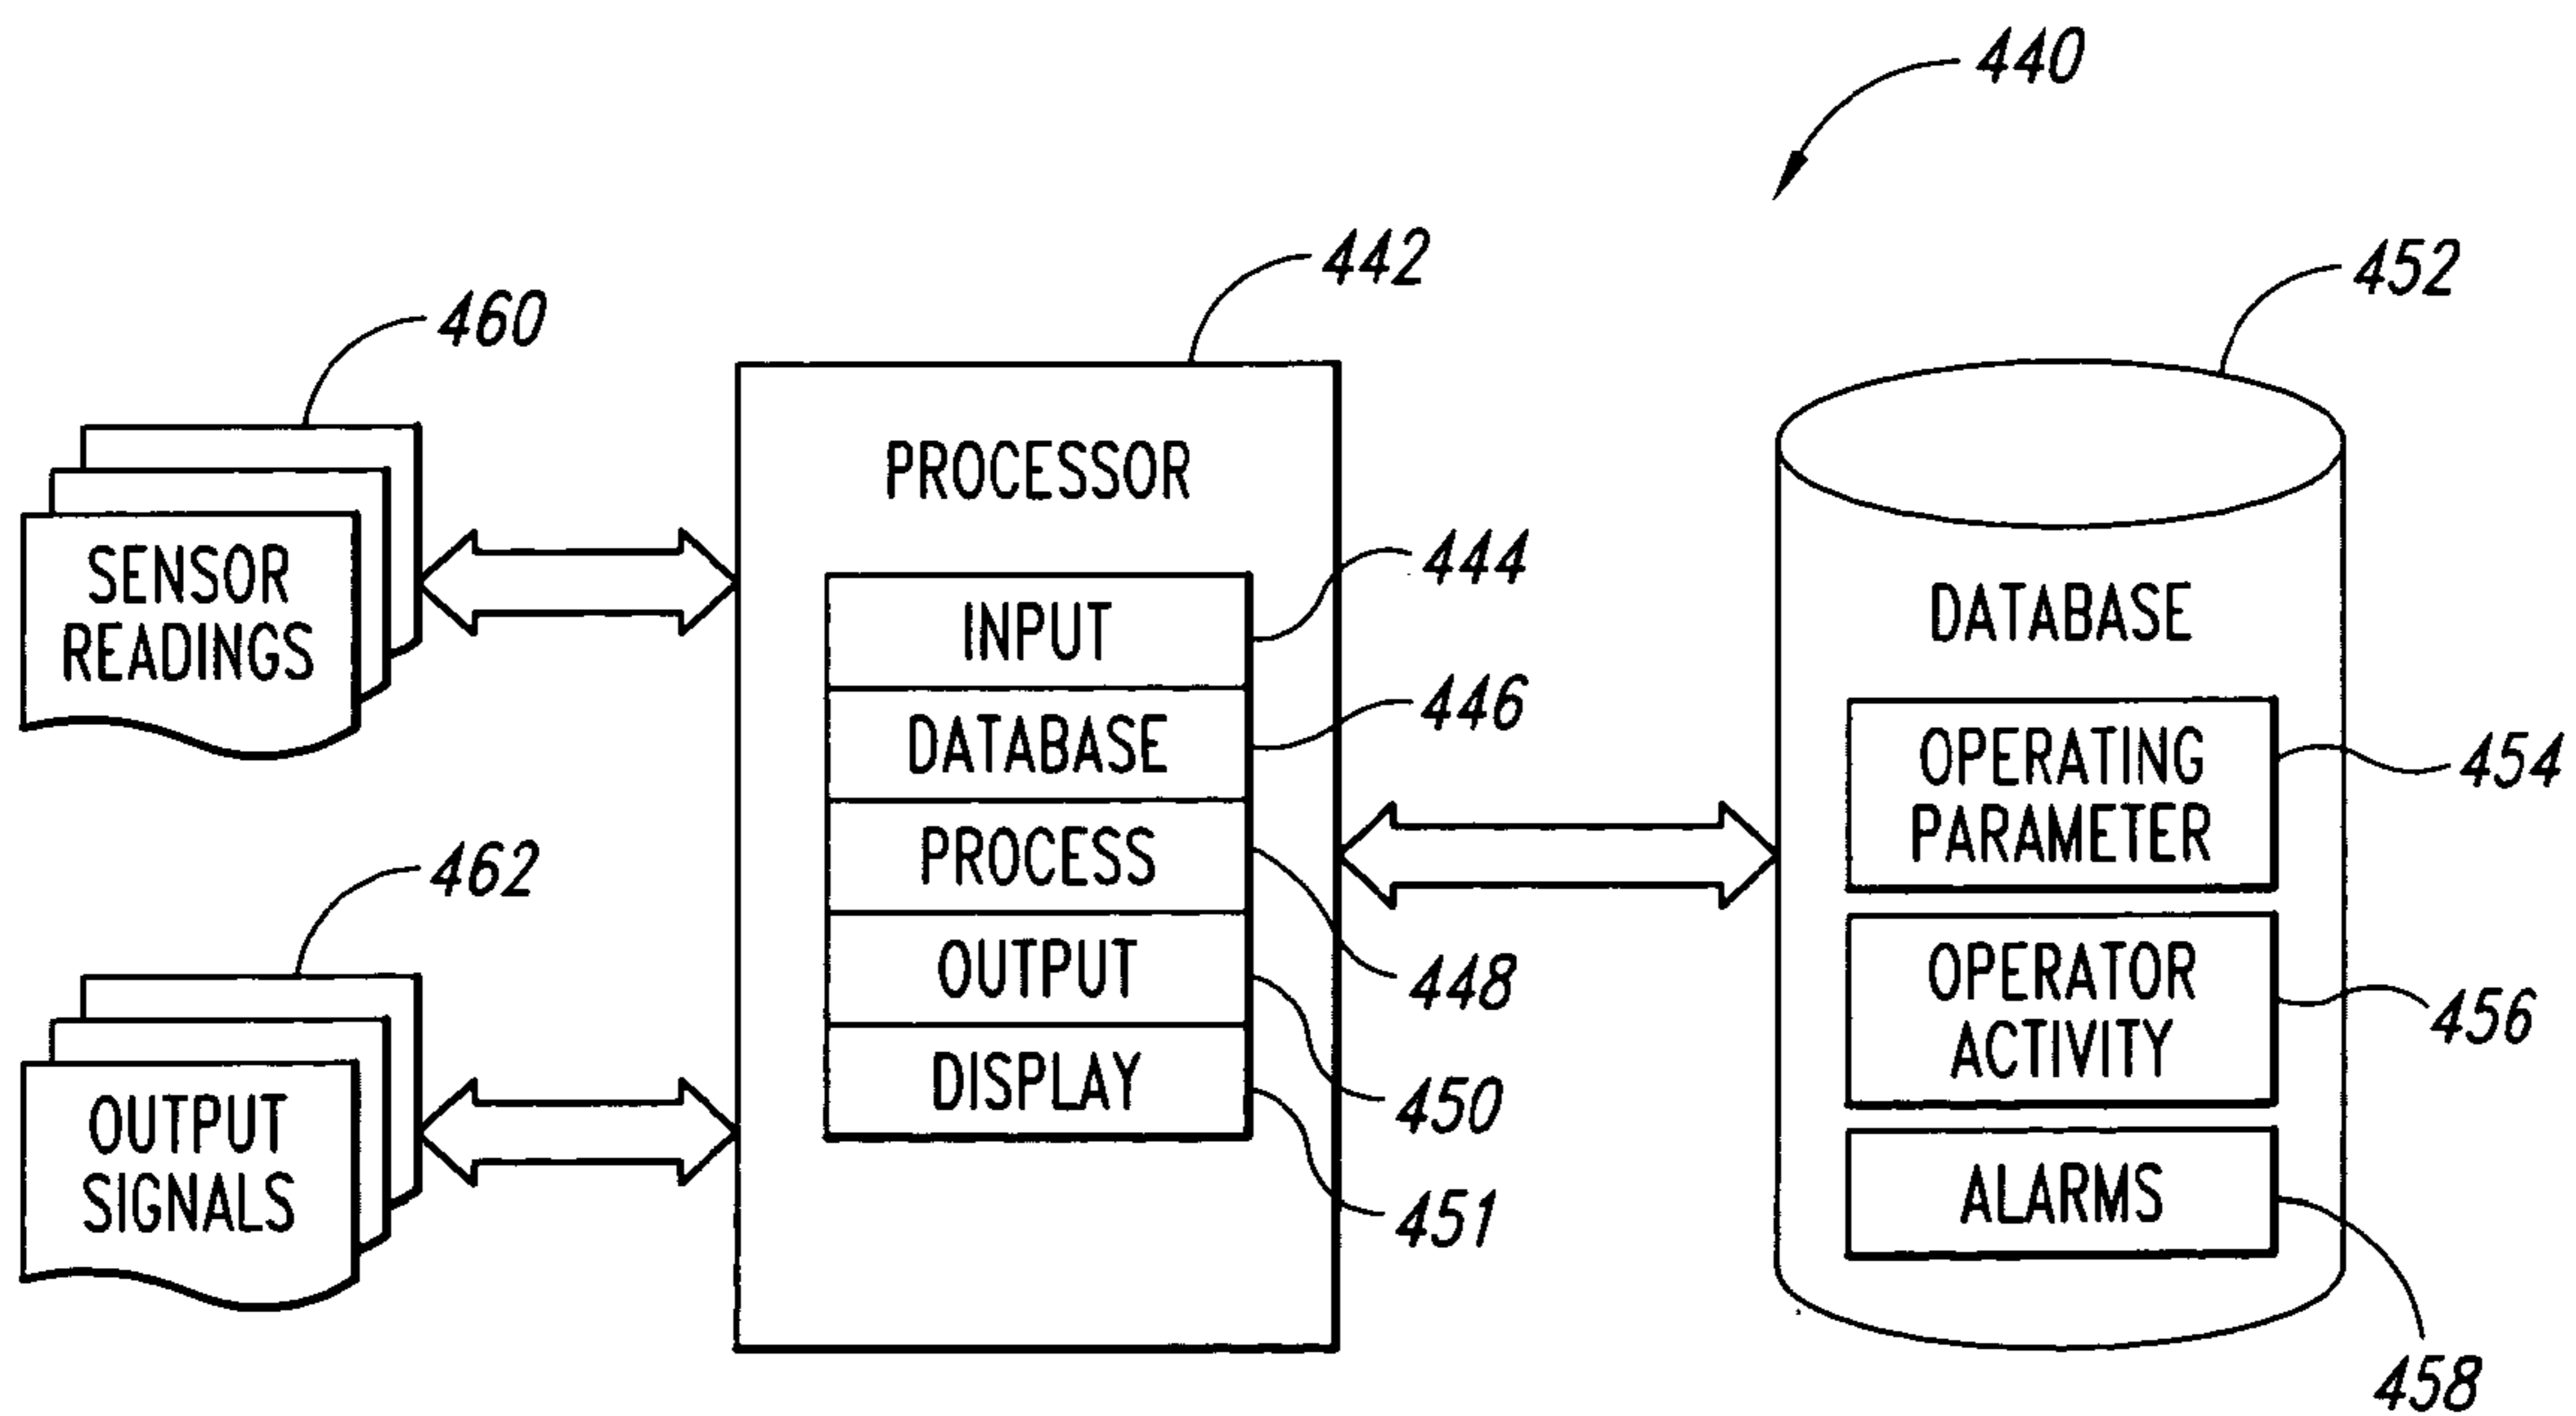 440
442
452
460
PROCESSOR
SENSOR
READINGS
444
INPUT
DATABASE
446
DATABASE
OPERATING
PARAMETER
454
PROCESS
448
462
OUTPUT
450
OPERATOR
ACTIVITY
456
DISPLAY
451
OUTPUT
SIGNALS
ALARMS
458